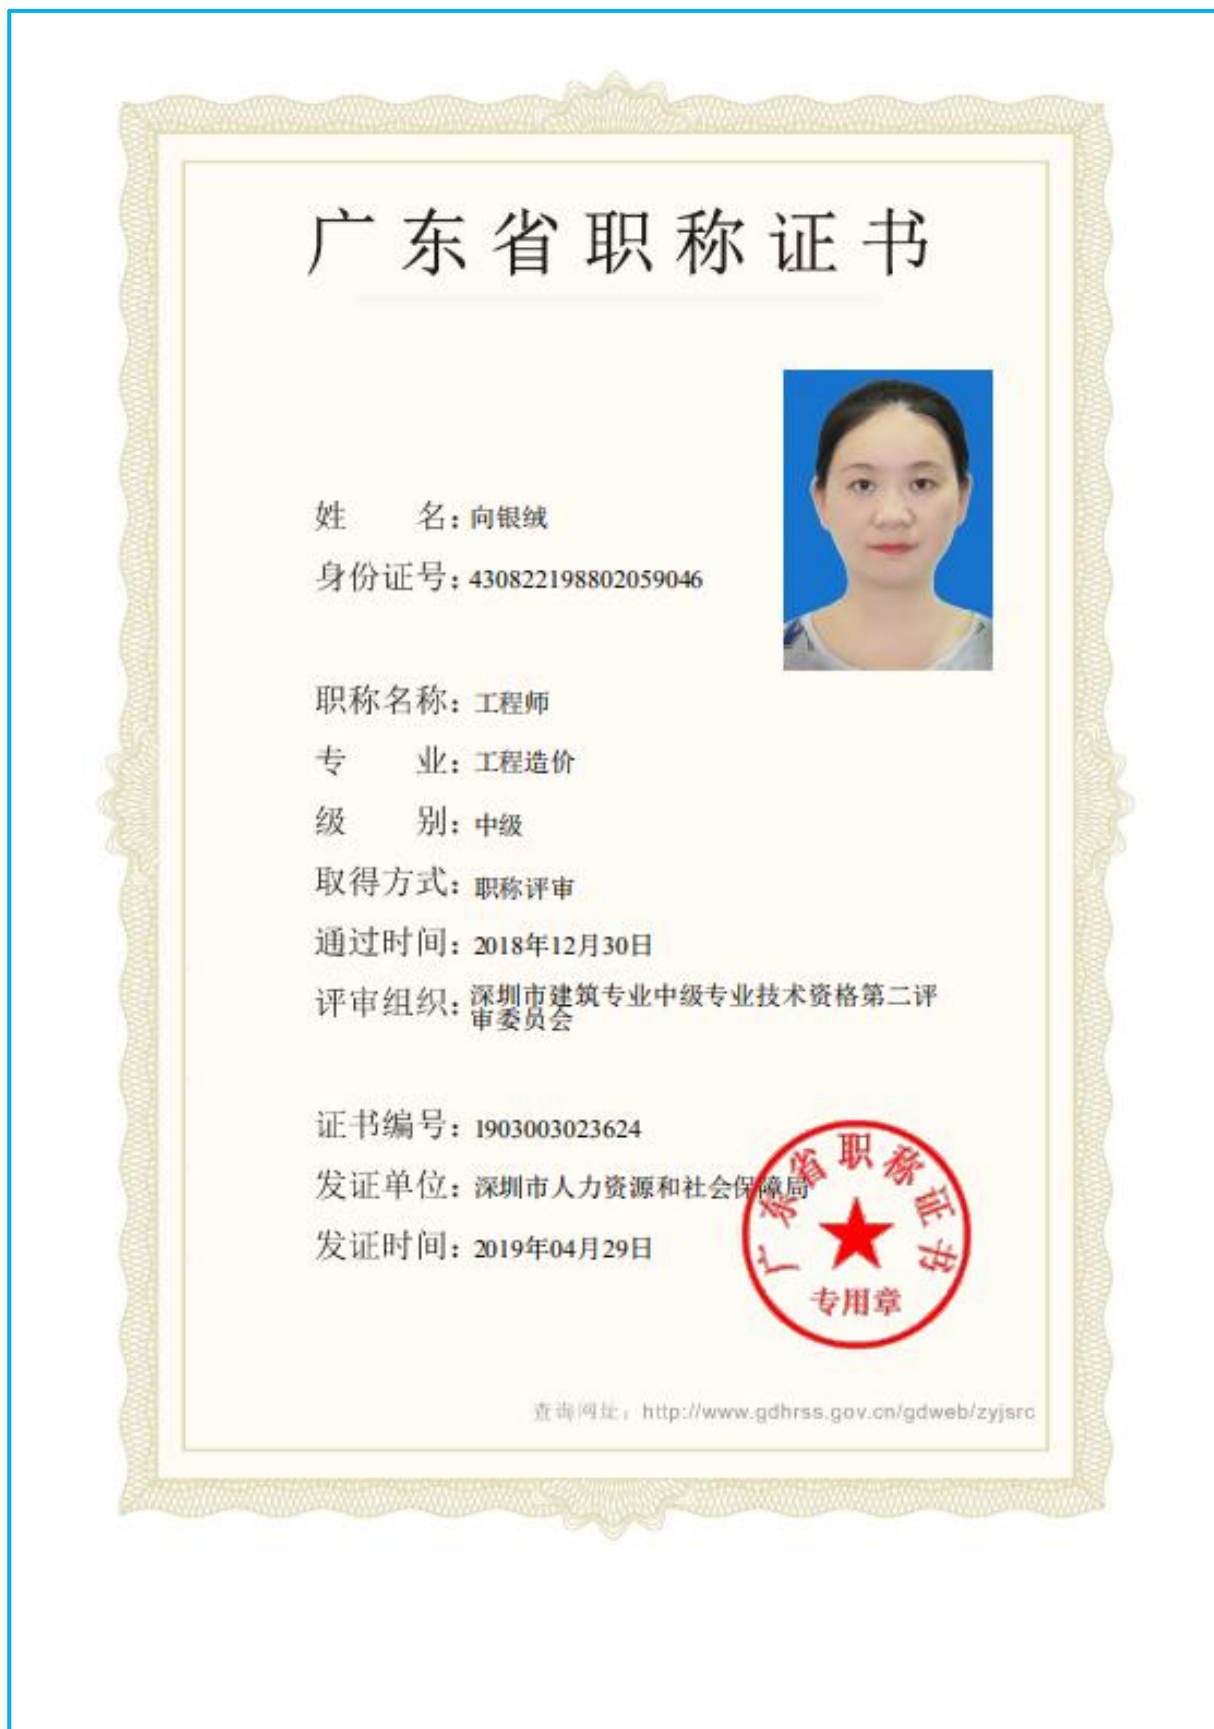 广东省职称证书
姓 名：向银绒
身份证号：430822198802059046
职称名称：工程师
专 业：工程造价
级 别：中级
取得方式：职称评审
通过时间：2018年12月30日
评审组织：深圳市建筑专业中级专业技术资格第二评
审委员会
证书编号：1903003023624
发证单位：深圳市人力资源和社会保障局
发证时间：2019年04月29日
广东省职称证书
专用章
查询网址：http://www.gdhrss.gov.cn/gdweb/zyjsrc